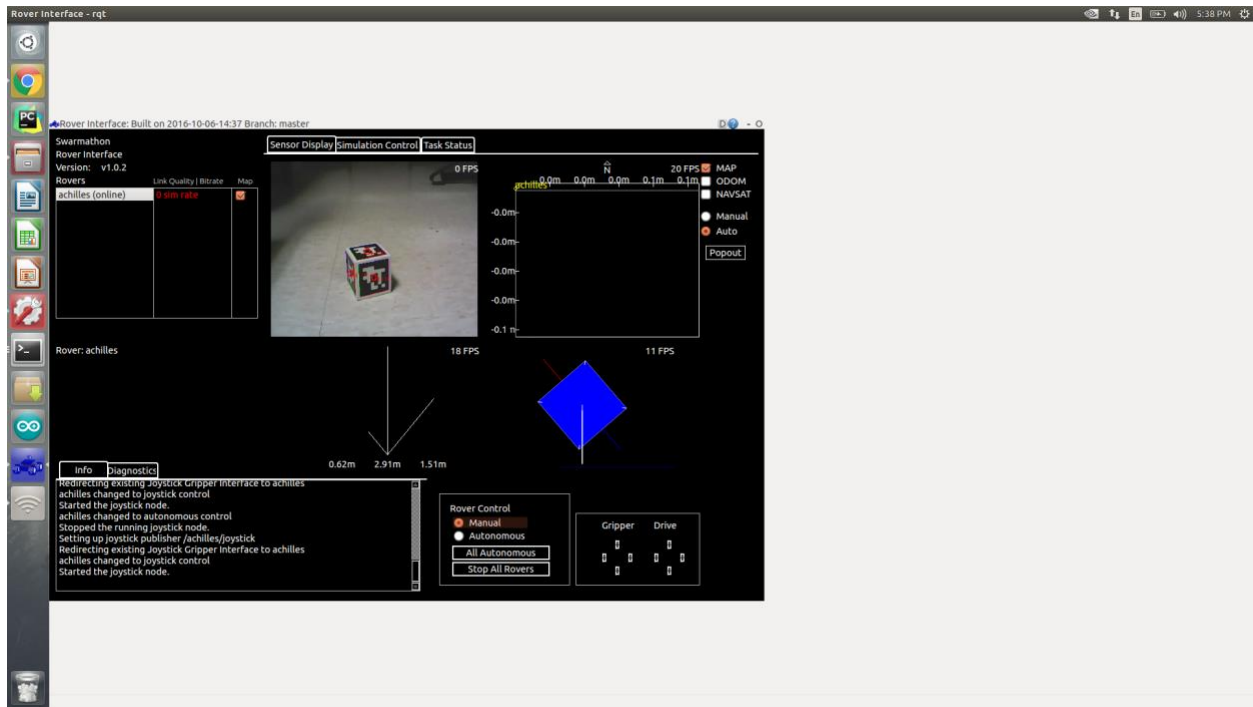 Rover Interface - rqt
En
5:38 PM
Rover Interface: Built on 2016-10-06-14:37 Branch: master
D ? - O
Swarmathon
Rover Interface
Version: v1.0.2
Rovers Link Quality | Bitrate Map
achilles (online) 0 sim rate
Sensor Display Simulation Control Task Status
0 FPS
N
20 FPS
achilles 0.0m 0.0m 0.0m 0.1m 0.1m
-0.0m
-0.0m
-0.0m
-0.0m
-0.1
MAP
ODOM
NAVSAT
Manual
Auto
Popout
Rover: achilles
18 FPS
11 FPS
0.62m 2.91m 1.51m
Info Diagnostics
Redirecting existing Joystick Gripper Interface to achilles
achilles changed to joystick control
Started the joystick node.
achilles changed to autonomous control
Stopped the running joystick node.
Setting up joystick publisher /achilles/joystick
Redirecting existing Joystick Gripper Interface to achilles
achilles changed to joystick control
Started the joystick node.
Rover Control
Manual
Autonomous
All Autonomous
Stop All Rovers
Gripper Drive
PC
>_